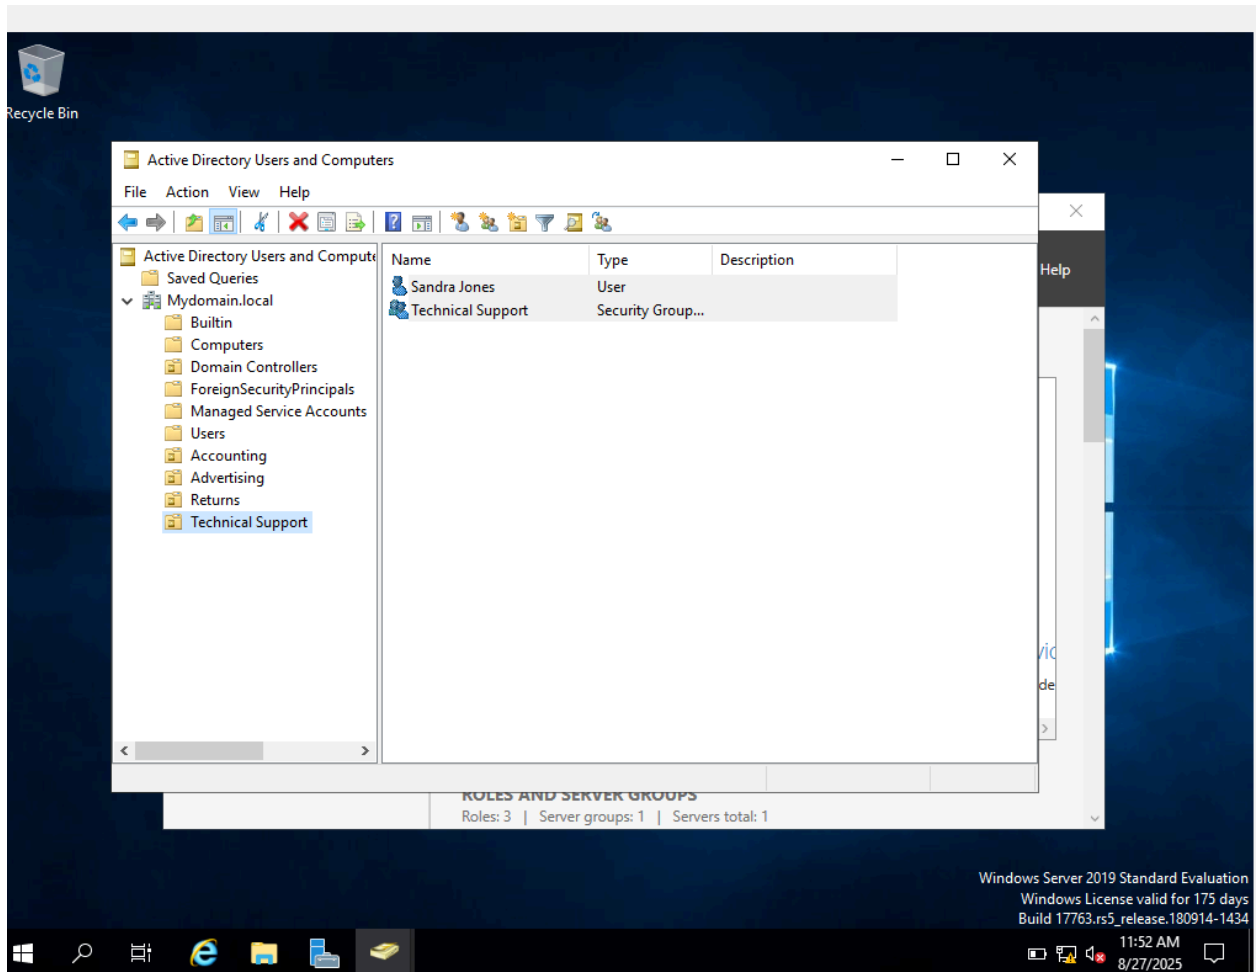 Recycle Bin
Active Directory Users and Computers
File Action View Help
Help
Active Directory Users and Compute
Saved Queries
Mydomain.local
Builtin
Computers
Domain Controllers
ForeignSecurityPrincipals
Managed Service Accounts
Users
Accounting
Advertising
Returns
Technical Support
Name Type Description
Sandra Jones User
Technical Support Security Group...
vic
de
ROLES AND SERVER GROUPS
Roles: 3 | Server groups: 1 | Servers total: 1
Windows Server 2019 Standard Evaluation
Windows License valid for 175 days
Build 17763.rs5_release.180914-1434
11:52 AM
8/27/2025